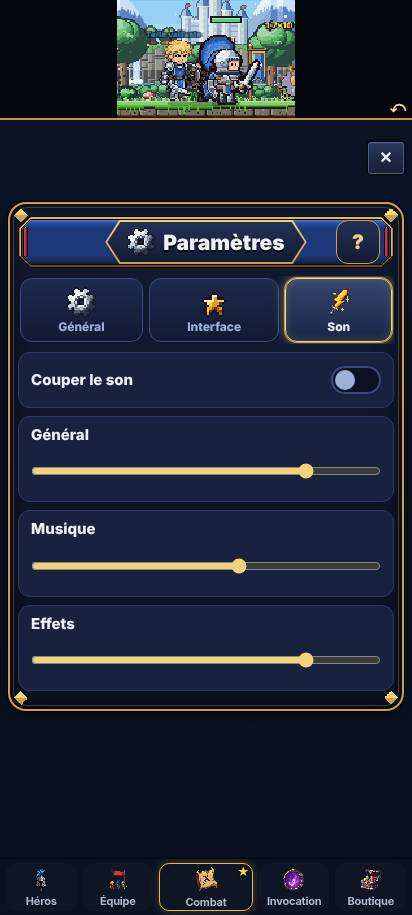 ×
Paramètres
?
Général
Interface
Son
Couper le son
Général
Musique
Effets
Héros
Équipe
Combat
Invocation
Boutique